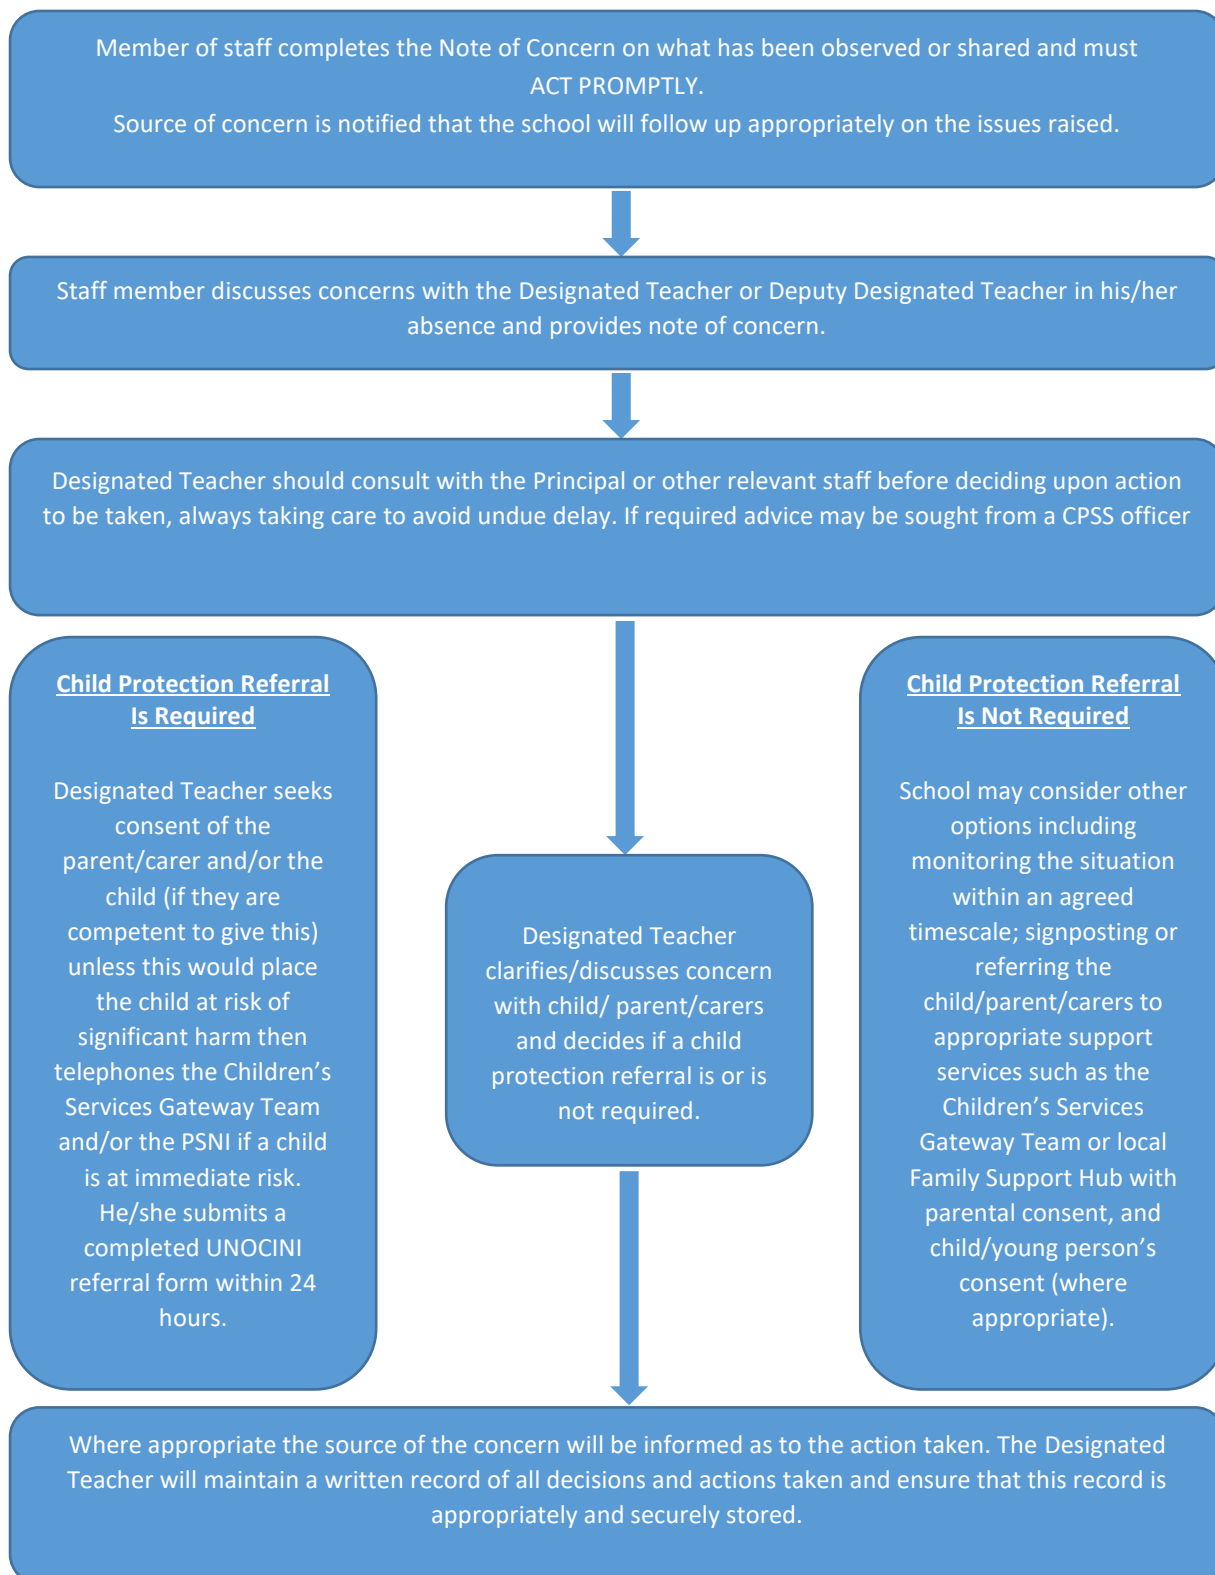 Member of staff completes the Note of Concern on what has been observed or shared and must
ACT PROMPTLY.
Source of concern is notified that the school will follow up appropriately on the issues raised.
Staff member discusses concerns with the Designated Teacher or Deputy Designated Teacher in his/her
absence and provides note of concern.
Designated Teacher should consult with the Principal or other relevant staff before deciding upon action
to be taken, always taking care to avoid undue delay. If required advice may be sought from a CPSS officer
Child Protection Referral
Is Required
Designated Teacher seeks
consent of the
parent/carer and/or the
child (if they are
competent to give this)
unless this would place
the child at risk of
significant harm then
telephones the Children’s
Services Gateway Team
and/or the PSNI if a child
is at immediate risk.
He/she submits a
completed UNOCINI
referral form within 24
hours.
Designated Teacher
clarifies/discusses concern
with child/ parent/carers
and decides if a child
protection referral is or is
not required.
Child Protection Referral
Is Not Required
School may consider other
options including
monitoring the situation
within an agreed
timescale; signposting or
referring the
child/parent/carers to
appropriate support
services such as the
Children’s Services
Gateway Team or local
Family Support Hub with
parental consent, and
child/young person’s
consent (where
appropriate).
Where appropriate the source of the concern will be informed as to the action taken. The Designated
Teacher will maintain a written record of all decisions and actions taken and ensure that this record is
appropriately and securely stored.